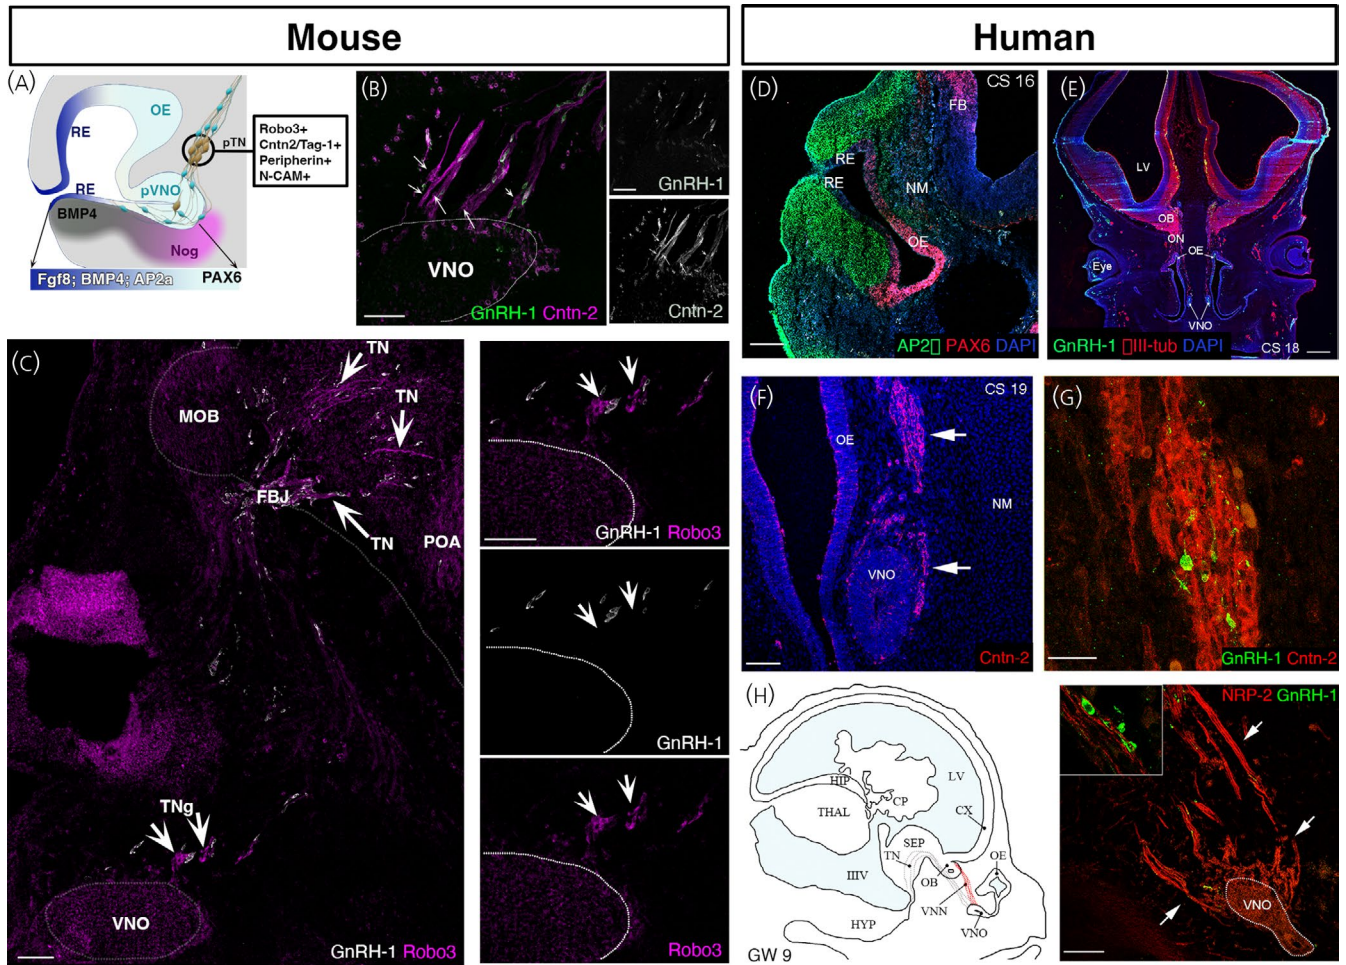 Mouse
Human
(A)
OE
RE
pTN
Robo3+
Cntn2/Tag-1+
Peripherin+
N-CAM+
RE
pVNO
BMP4
Nog
Fgf8; BMP4; AP2a
PAX6
(B)
VNO
GnRH-1 Cntn-2
GnRH-1
Cntn-2
(C)
TN
TN
MOB
FBJ
TN
POA
TNg
VNO
GnRH-1 Robo3
GnRH-1 Robo3
GnRH-1
Robo3
(D)
CS 16
FB
RE
RE
NM
OE
AP2▯ PAX6 DAPI
(E)
LV
OB
ON
OE
Eye
VNO
GnRH-1 ▯III-tub DAPI
CS 18
(F)
CS 19
OE
NM
VNO
Cntn-2
(G)
GnRH-1 Cntn-2
(H)
LV
HIP
CP
THAL
CX
SEP
TN
OE
OB
IIIV
VNN
HYP
VNO
GW 9
NRP-2 GnRH-1
VNO